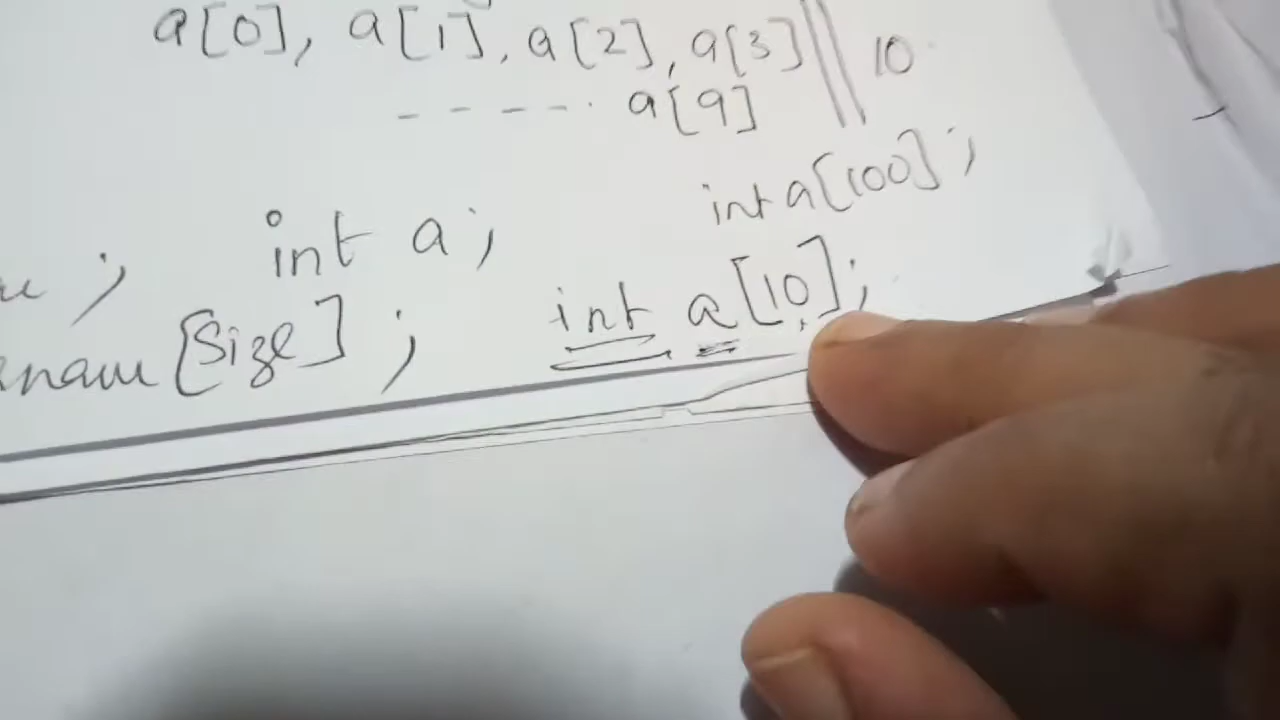 a[0], a[1], a[2], a[3] || 10
- - - - - . a[9]
int a[100];
; int a;
[Size] ; int a[10];